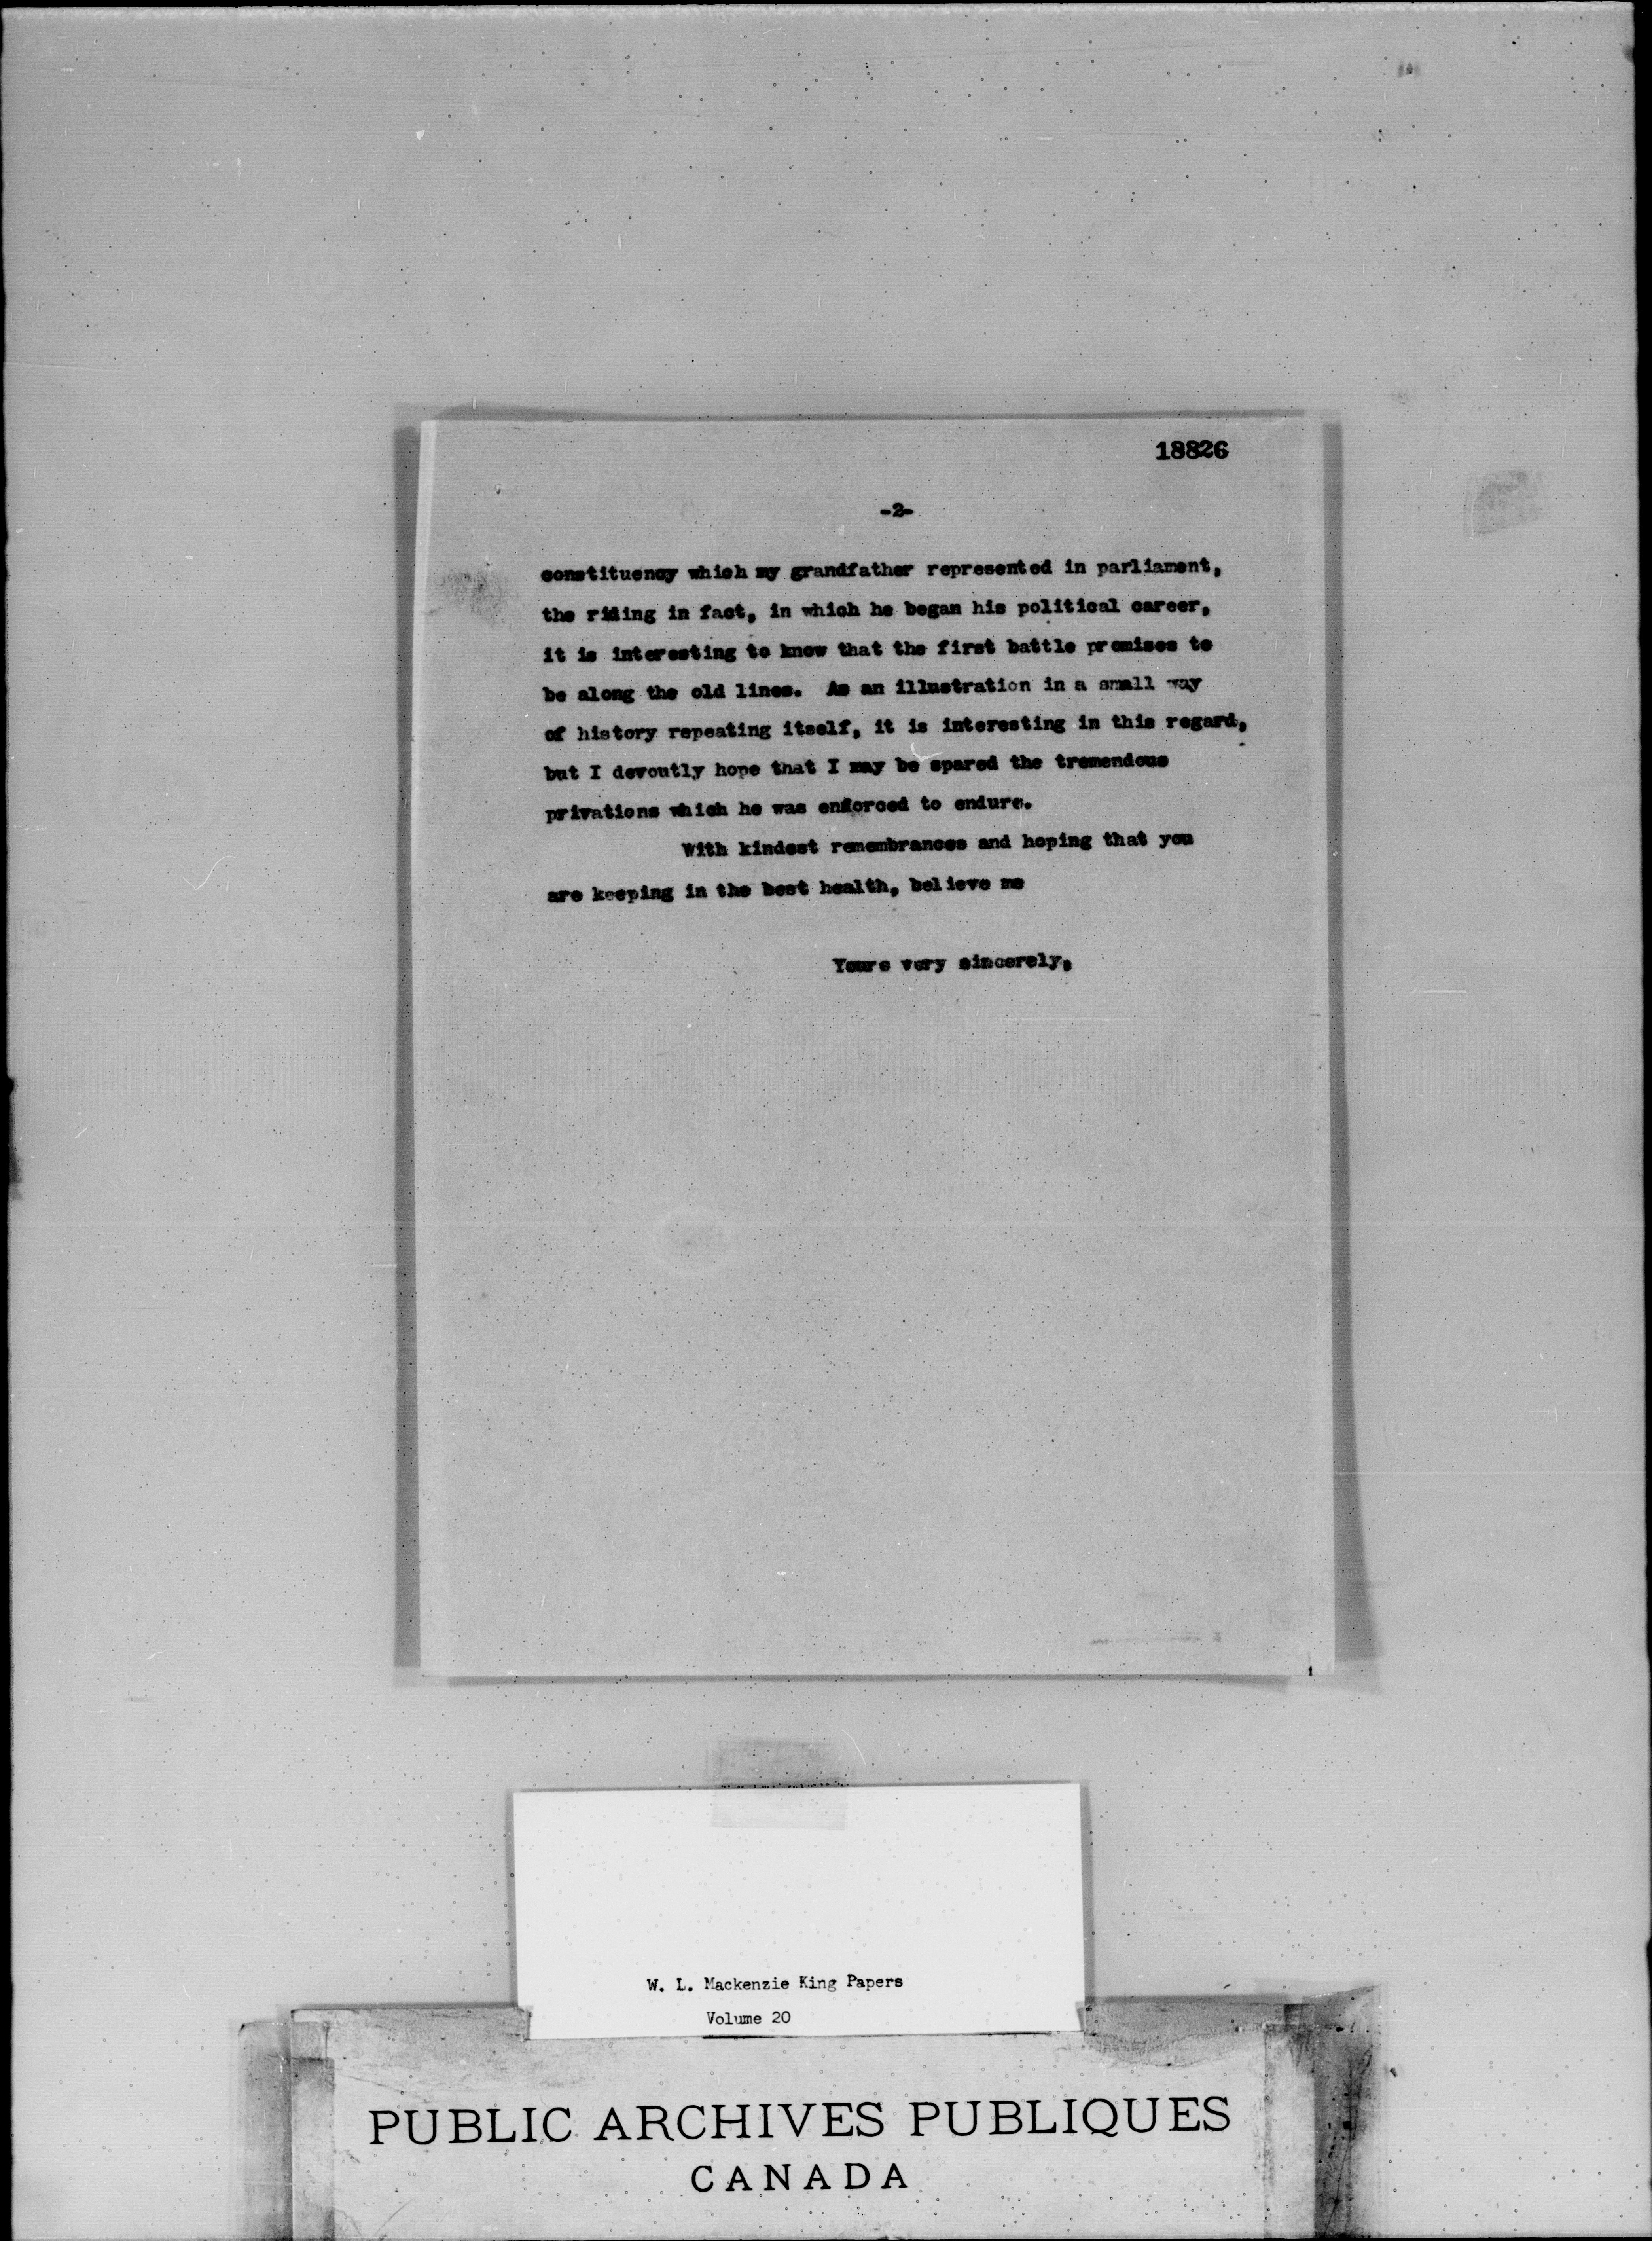 18826
-2-
constituency which my grandfather represented in parliament,
the riding in fact, in which he began his political career,
it is interesting to know that the first battle promises to
be along the old lines. As an illustration in a small way
of history repeating itself, it is interesting in this regard,
but I devoutly hope that I may be spared the tremendous
privations which he was enforced to endure.
With kindest remembrances and hoping that you
are keeping in the best health, believe me
Yours very sincerely,
W. L. Mackenzie King Papers
Volume 20
PUBLIC ARCHIVES PUBLIQUES
CANADA